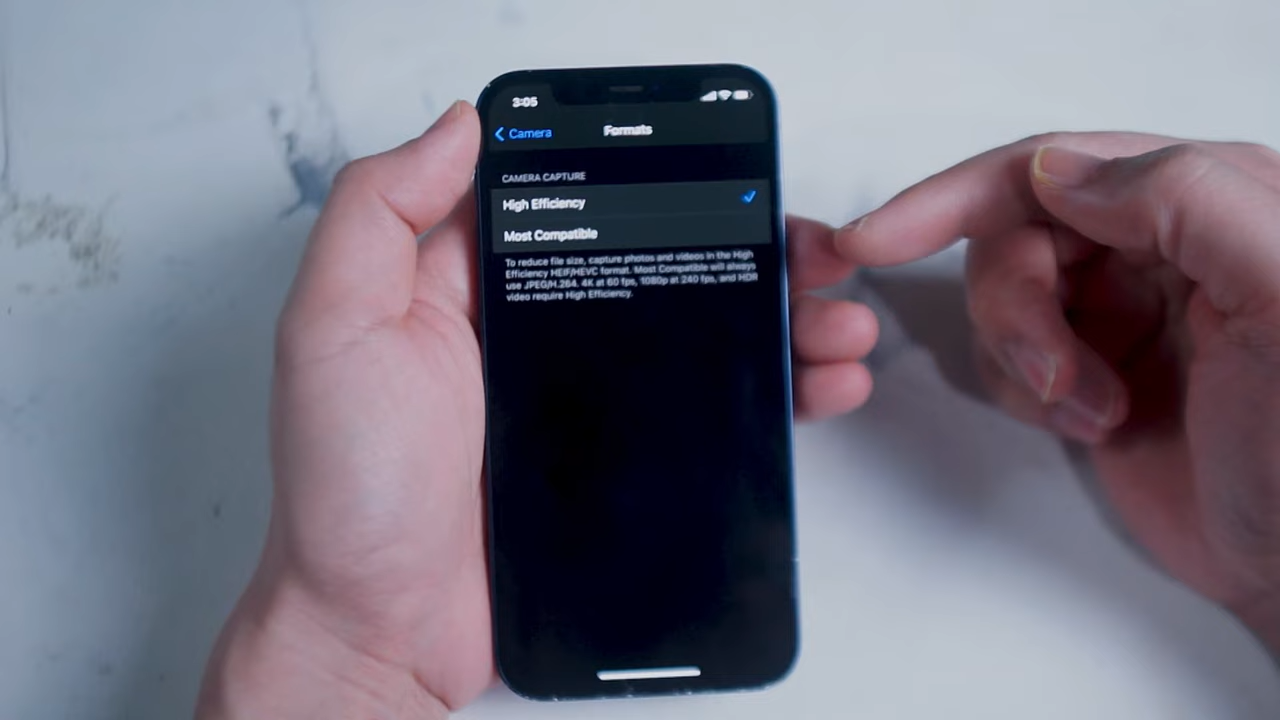 3:05
Camera
Formats
CAMERA CAPTURE
High Efficiency
Most Compatible
To reduce file size, capture photos and videos in the High
Efficiency HEIF/HEVC format. Most Compatible will always
use JPEG/H.264. 4K at 60 fps, 1080p at 240 fps, and HDR
video require High Efficiency.